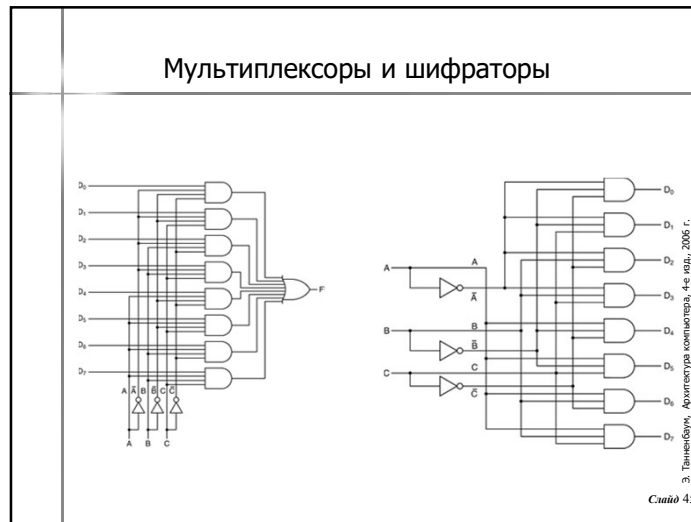 Мультиплексоры и шифраторы
D₀
D₁
D₂
D₃
D₄
D₅
D₆
D₇
F
A Ā B B̄ C C̄
A B C
A
B
C
A
Ā
B
B̄
C
C̄
D₀
D₁
D₂
D₃
D₄
D₅
D₆
D₇
Э. Танненбаум, Архитектура компьютера, 4-е изд., 2006 г.
Слайд